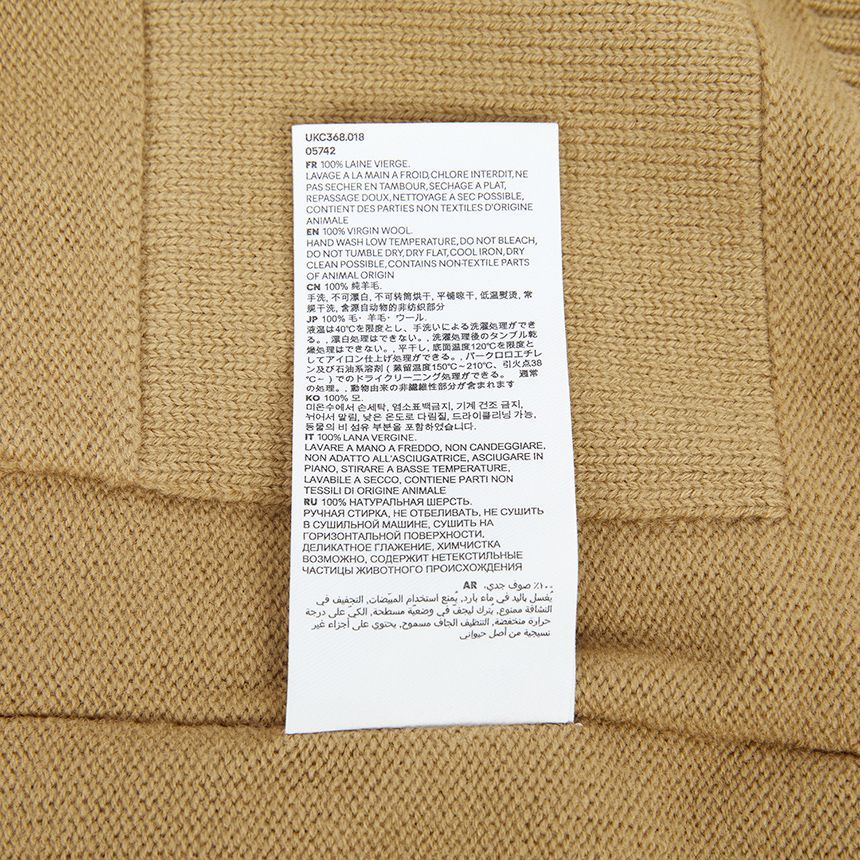 UKC368.018
05742
FR 100% LAINE VIERGE.
LAVAGE A LA MAIN A FROID,CHLORE INTERDIT,NE
PAS SECHER EN TAMBOUR, SECHAGE A PLAT,
REPASSAGE DOUX, NETTOYAGE A SEC POSSIBLE,
CONTIENT DES PARTIES NON TEXTILES D'ORIGINE
ANIMALE
EN 100% VIRGIN WOOL.
HAND WASH LOW TEMPERATURE, DO NOT BLEACH,
DO NOT TUMBLE DRY, DRY FLAT, COOL IRON, DRY
CLEAN POSSIBLE, CONTAINS NON-TEXTILE PARTS
OF ANIMAL ORIGIN
CN 100% 纯羊毛.
手洗, 不可漂白, 不可转筒烘干, 平铺晾干, 低温熨烫, 常
规干洗, 含源自动物的非纺织部分
JP 100% 毛・羊毛・ウール.
液温は40℃を限度とし、手洗いによる洗濯処理ができ
る。, 漂白処理はできない。, 洗濯処理後のタンブル乾
燥処理はできない。, 平干し, 底面温度120℃を限度と
してアイロン仕上げ処理ができる。, パークロロエチレ
ン及び石油系溶剤 ( 蒸留温度150℃~210℃、引火点38
℃~ ) でのドライクリーニング処理ができる。 通常
の処理。, 動物由来の非繊維性部分が含まれます
KO 100% 모.
미온수에서 손세탁, 염소표백금지, 기계 건조 금지,
뉘어서 말림, 낮은 온도로 다림질, 드라이클리닝 가능,
동물의 비 섬유 부분을 포함하였습니다.
IT 100% LANA VERGINE.
LAVARE A MANO A FREDDO, NON CANDEGGIARE,
NON ADATTO ALL'ASCIUGATRICE, ASCIUGARE IN
PIANO, STIRARE A BASSE TEMPERATURE,
LAVABILE A SECCO, CONTIENE PARTI NON
TESSILI DI ORIGINE ANIMALE
RU 100% НАТУРАЛЬНАЯ ШЕРСТЬ.
РУЧНАЯ СТИРКА, НЕ ОТБЕЛИВАТЬ, НЕ СУШИТЬ
В СУШИЛЬНОЙ МАШИНЕ, СУШИТЬ НА
ГОРИЗОНТАЛЬНОЙ ПОВЕРХНОСТИ,
ДЕЛИКАТНОЕ ГЛАЖЕНИЕ, ХИМЧИСТКА
ВОЗМОЖНО, СОДЕРЖИТ НЕТЕКСТИЛЬНЫЕ
ЧАСТИЦЫ ЖИВОТНОГО ПРОИСХОЖДЕНИЯ
AR ١٠٠٪ صوف جدي.
يُغسل باليد في ماء بارد, يُمنع استخدام المبيّضات, التجفيف في
النشافة ممنوع, يترك ليجف في وضعيّة مسطحة, الكيّ على درجة
حرارة منخفضة, التنظيف الجاف مسموح, يحتوي على أجزاء غير
نسيجية من أصل حيواني